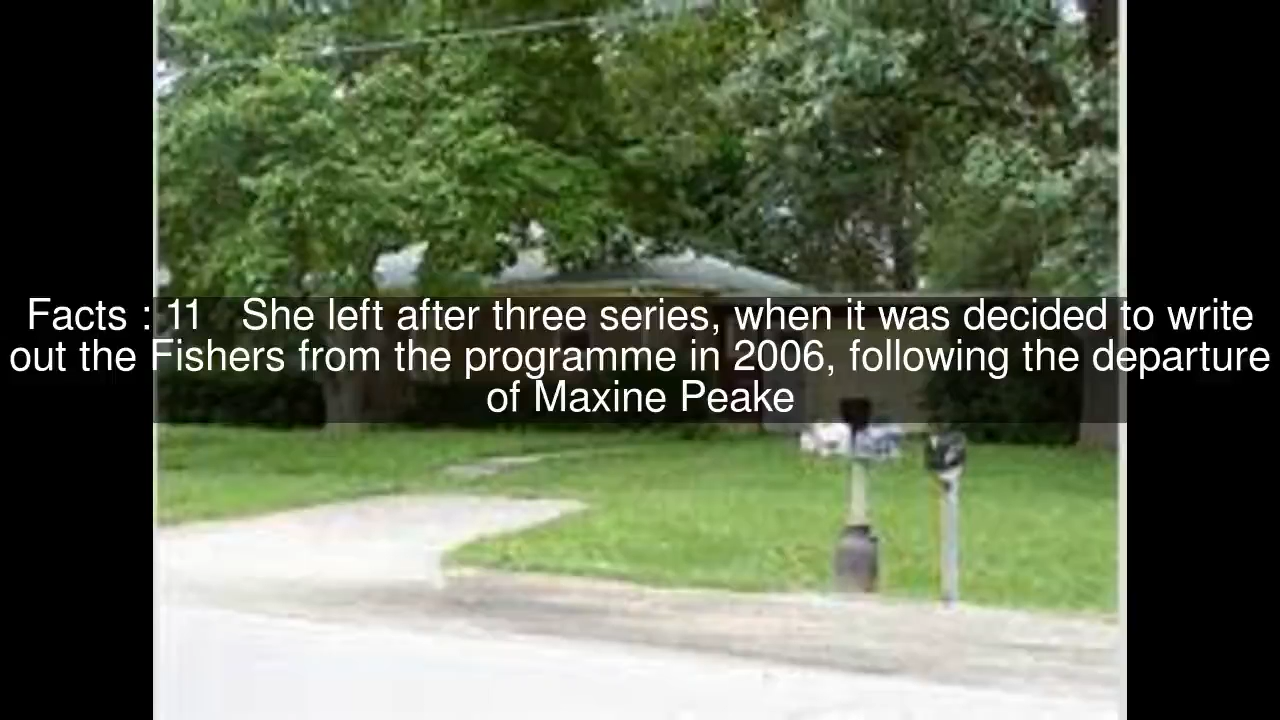 Facts : 11   She left after three series, when it was decided to write
out the Fishers from the programme in 2006, following the departure
of Maxine Peake